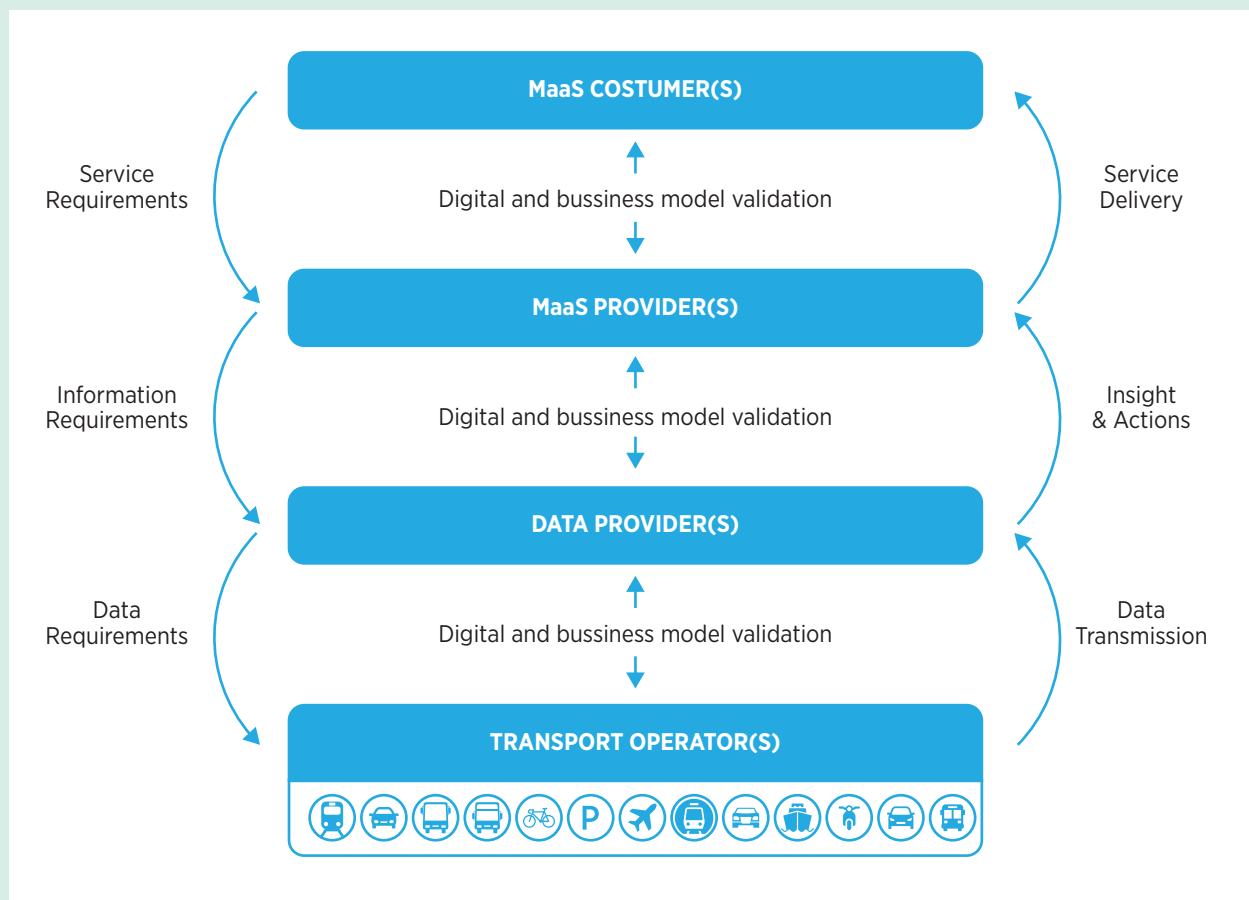 MaaS COSTUMER(S)
Service
Requirements
Digital and bussiness model validation
Service
Delivery
MaaS PROVIDER(S)
Information
Requirements
Digital and bussiness model validation
Insight
& Actions
DATA PROVIDER(S)
Data
Requirements
Digital and bussiness model validation
Data
Transmission
TRANSPORT OPERATOR(S)
P